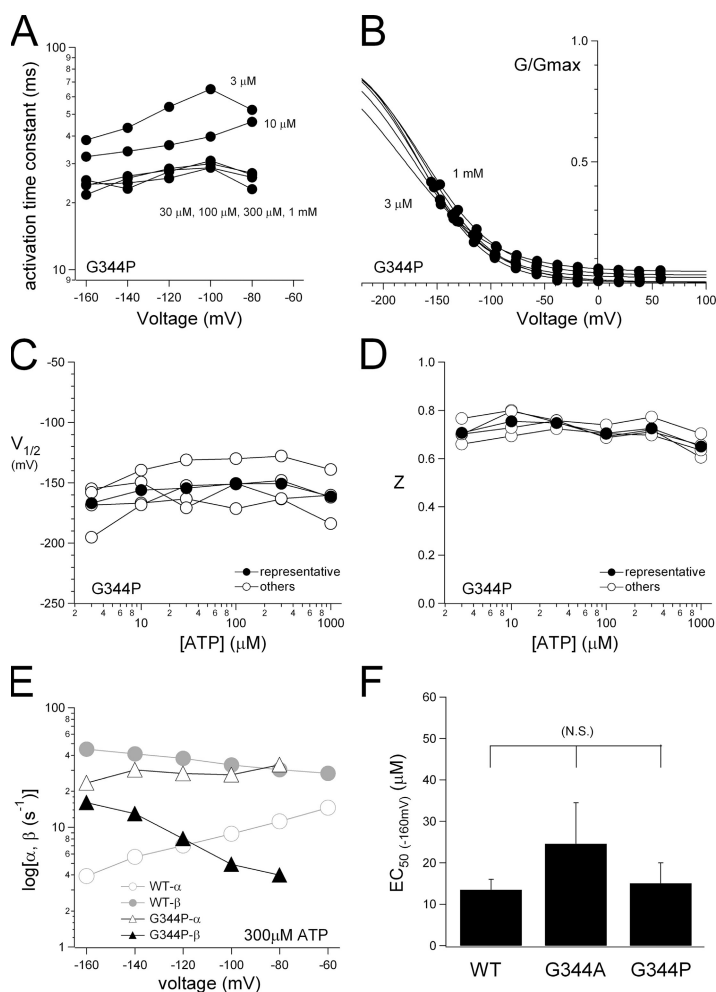 A
activation time constant (ms)
100
9
8
7
6
5
4
3
2
10
3 μM
10 μM
30 μM, 100 μM, 300 μM, 1 mM
G344P
-160 -140 -120 -100 -80 -60
Voltage (mV)
B
1.0
G/Gmax
0.5
1 mM
3 μM
G344P
-200 -150 -100 -50 0 50 100
Voltage (mV)
C
V1/2
(mV)
-50
-100
-150
-200
-250
representative
others
G344P
2 4 6 8 10 2 4 6 8 100 2 4 6 8 1000
[ATP] (μM)
D
Z
1.0
0.8
0.6
0.4
0.2
0.0
representative
others
G344P
2 4 6 8 10 2 4 6 8 100 2 4 6 8 1000
[ATP] (μM)
E
log[α, β (s-1)]
100
8
6
4
2
10
8
6
4
2
1
WT-α
WT-β
G344P-α
G344P-β
300μM ATP
-160 -140 -120 -100 -80 -60
voltage (mV)
F
EC50 (-160mV) (μM)
60
50
40
30
20
10
0
(N.S.)
WT G344A G344P